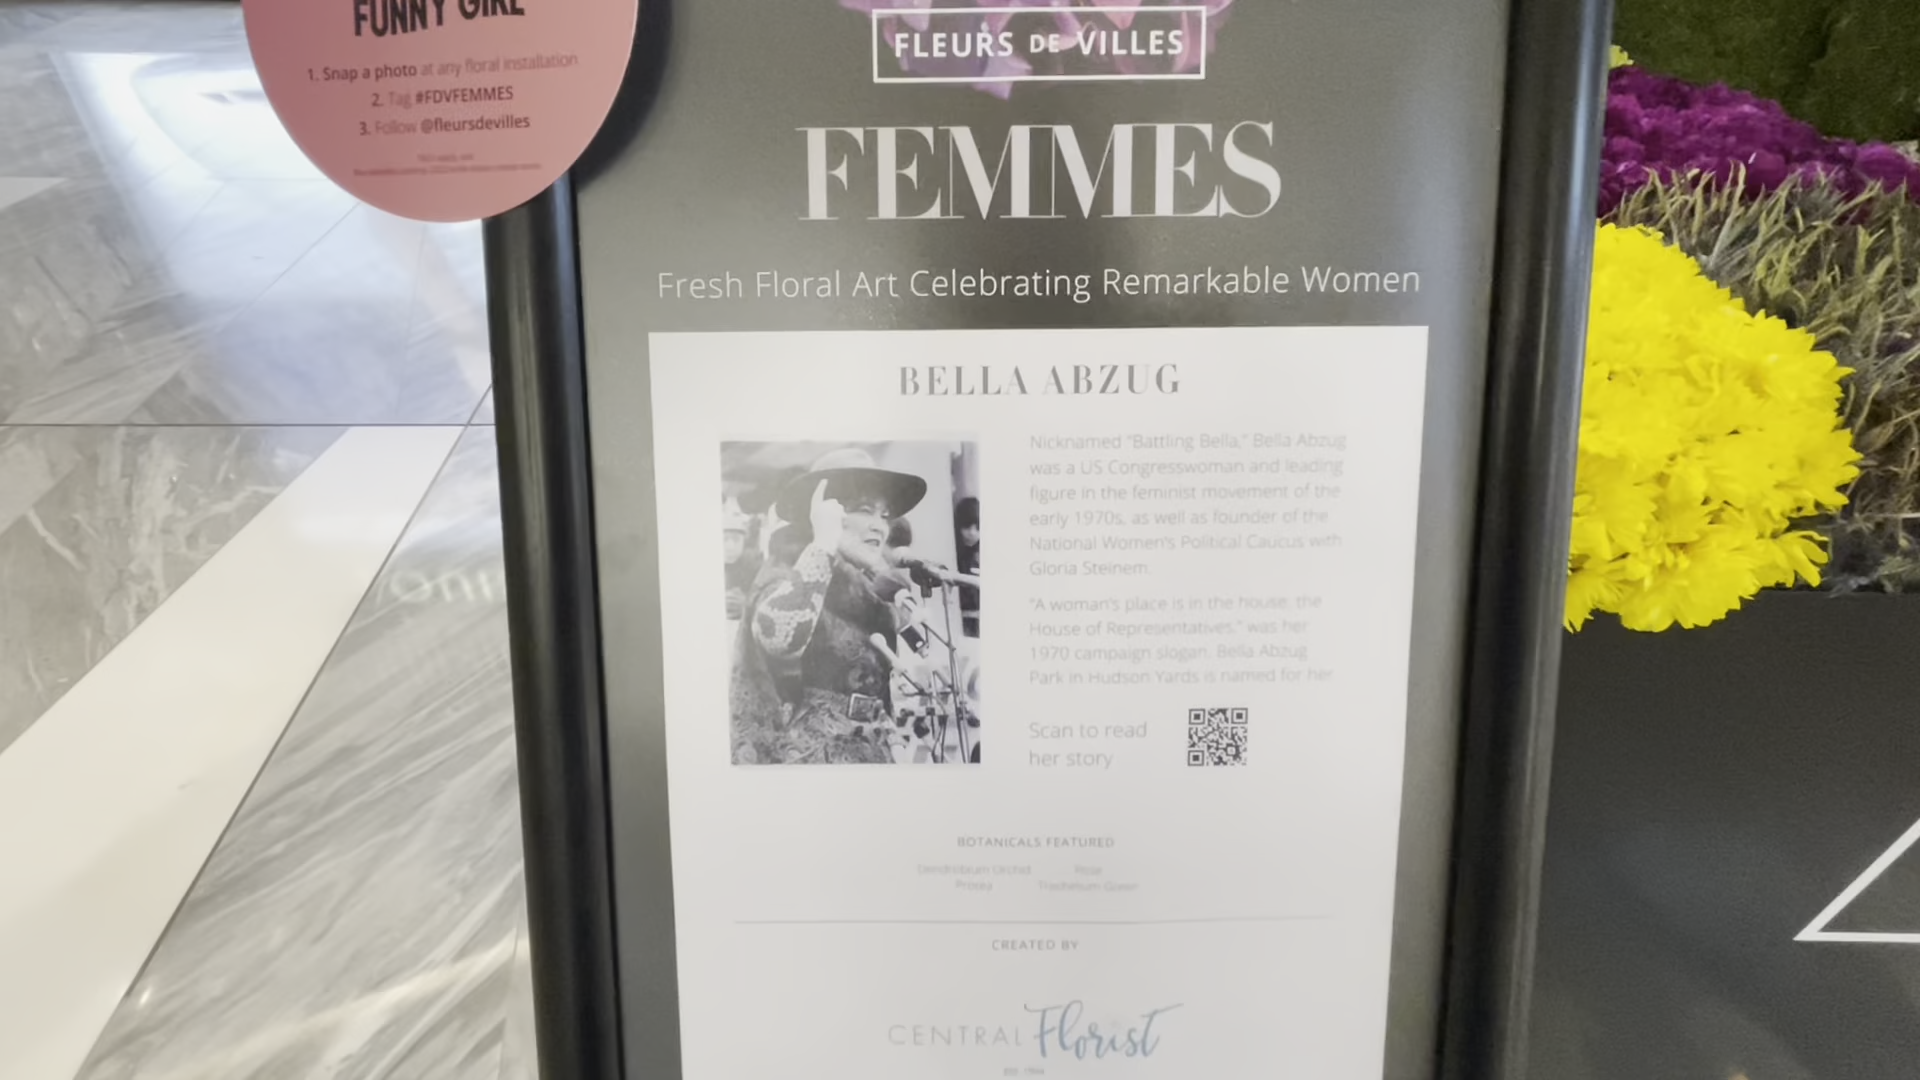 FUNNY GIRL
1. Snap a photo at any floral installation
2. Tag #FDVFEMMES
3. Follow @fleursdevilles
FLEURS DE VILLES
FEMMES
Fresh Floral Art Celebrating Remarkable Women
BELLA ABZUG
Nicknamed "Battling Bella," Bella Abzug
was a US Congresswoman and leading
figure in the feminist movement of the
early 1970s, as well as founder of the
National Women's Political Caucus with
Gloria Steinem.
"A woman's place is in the house, the
House of Representatives," was her
1970 campaign slogan. Bella Abzug
Park in Hudson Yards is named for her.
Scan to read
her story
BOTANICALS FEATURED
Dendrobium Orchid Rose
Protea Trachelium Green
CREATED BY
CENTRAL Florist